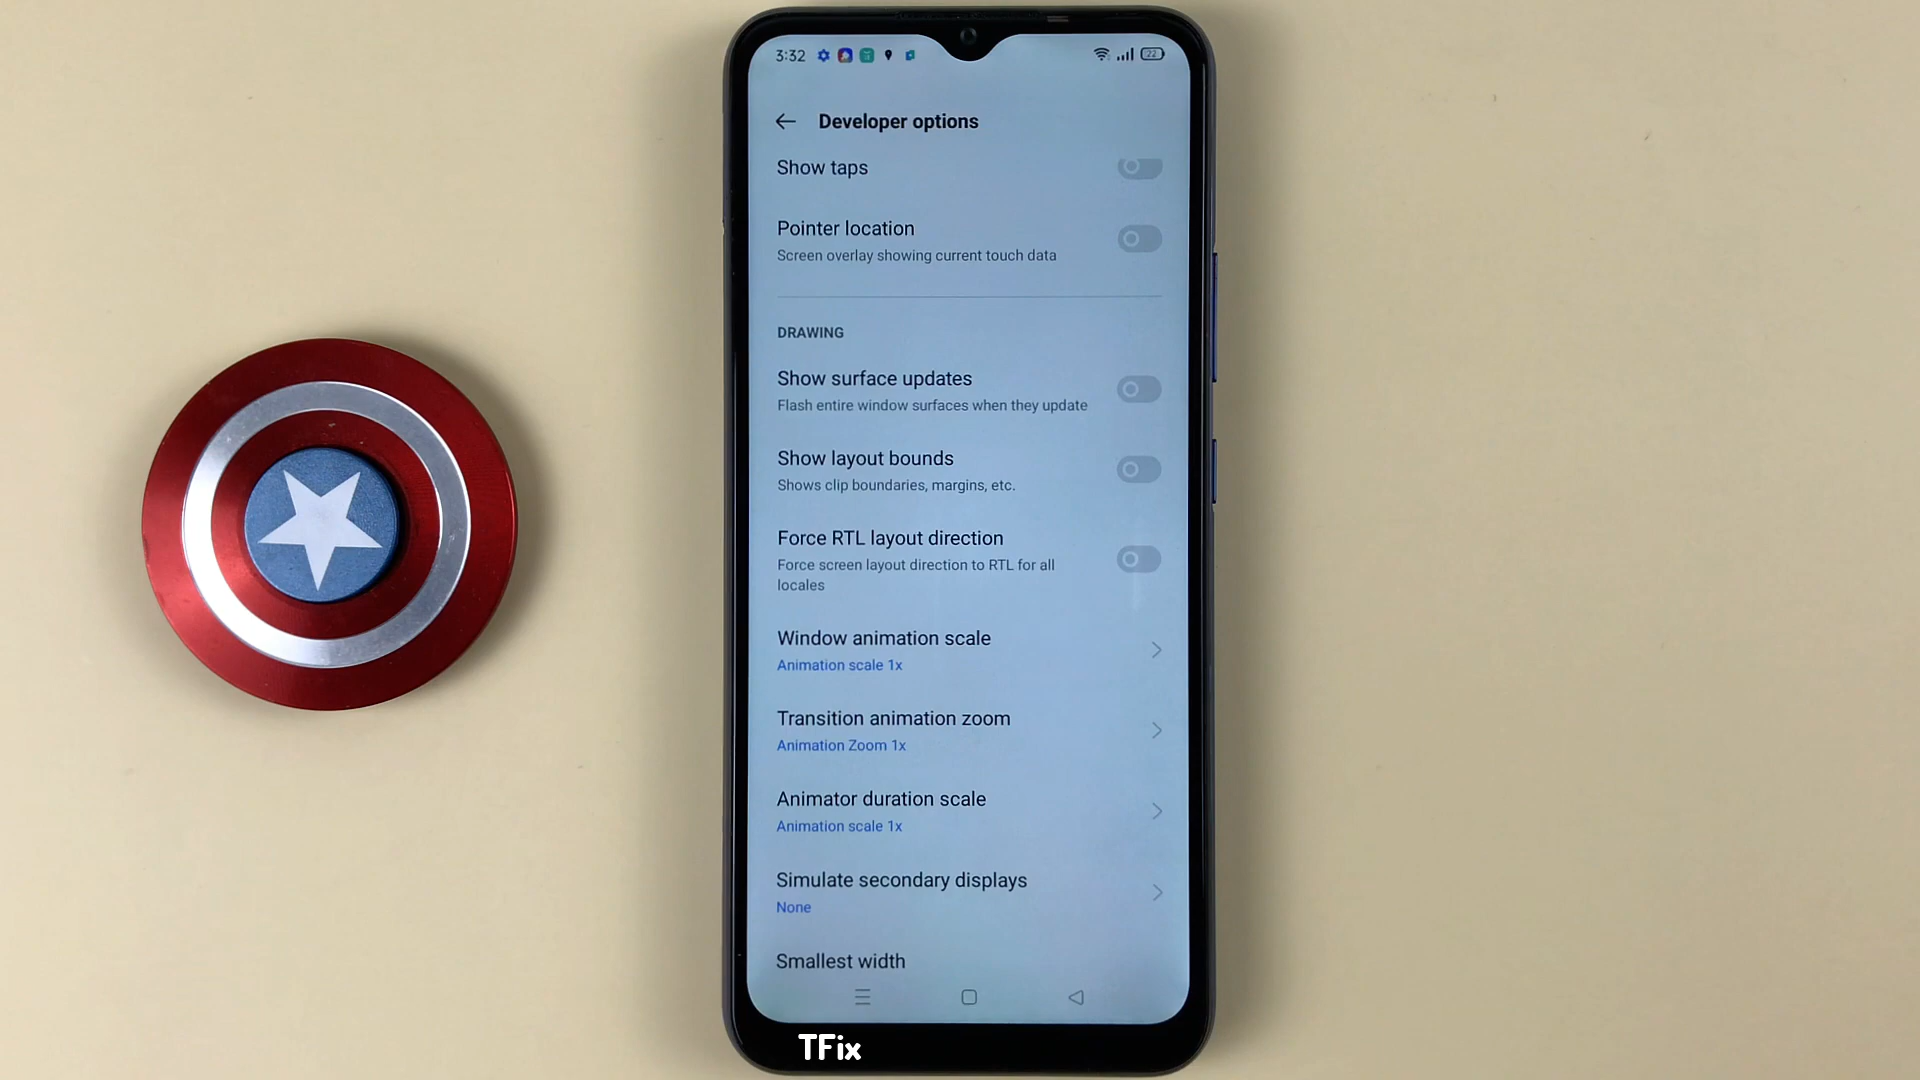 3:32
22
Developer options
Show taps
Pointer location
Screen overlay showing current touch data
DRAWING
Show surface updates
Flash entire window surfaces when they update
Show layout bounds
Shows clip boundaries, margins, etc.
Force RTL layout direction
Force screen layout direction to RTL for all
locales
Window animation scale
Animation scale 1x
Transition animation zoom
Animation Zoom 1x
Animator duration scale
Animation scale 1x
Simulate secondary displays
None
Smallest width
TFix